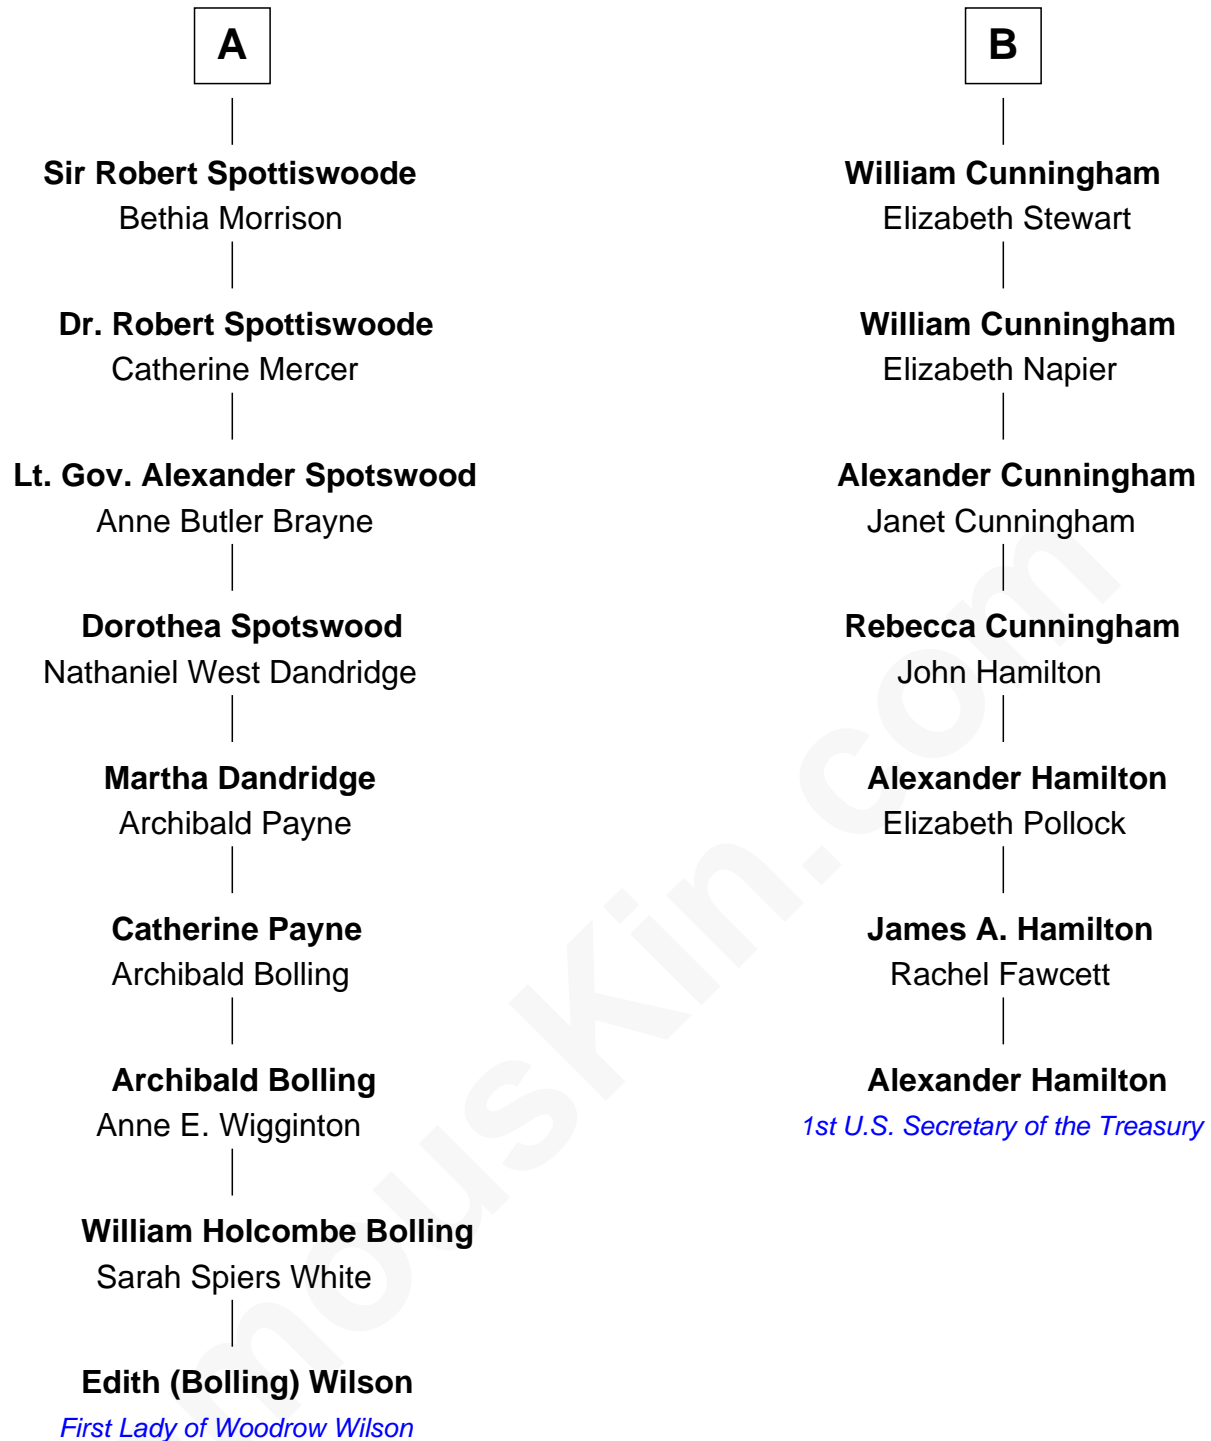 A
Sir Robert Spottiswoode
Bethia Morrison
Dr. Robert Spottiswoode
Catherine Mercer
Lt. Gov. Alexander Spotswood
Anne Butler Brayne
Dorothea Spotswood
Nathaniel West Dandridge
Martha Dandridge
Archibald Payne
Catherine Payne
Archibald Bolling
Archibald Bolling
Anne E. Wigginton
William Holcombe Bolling
Sarah Spiers White
Edith (Bolling) Wilson
First Lady of Woodrow Wilson
B
William Cunningham
Elizabeth Stewart
William Cunningham
Elizabeth Napier
Alexander Cunningham
Janet Cunningham
Rebecca Cunningham
John Hamilton
Alexander Hamilton
Elizabeth Pollock
James A. Hamilton
Rachel Fawcett
Alexander Hamilton
1st U.S. Secretary of the Treasury
mousKin.com